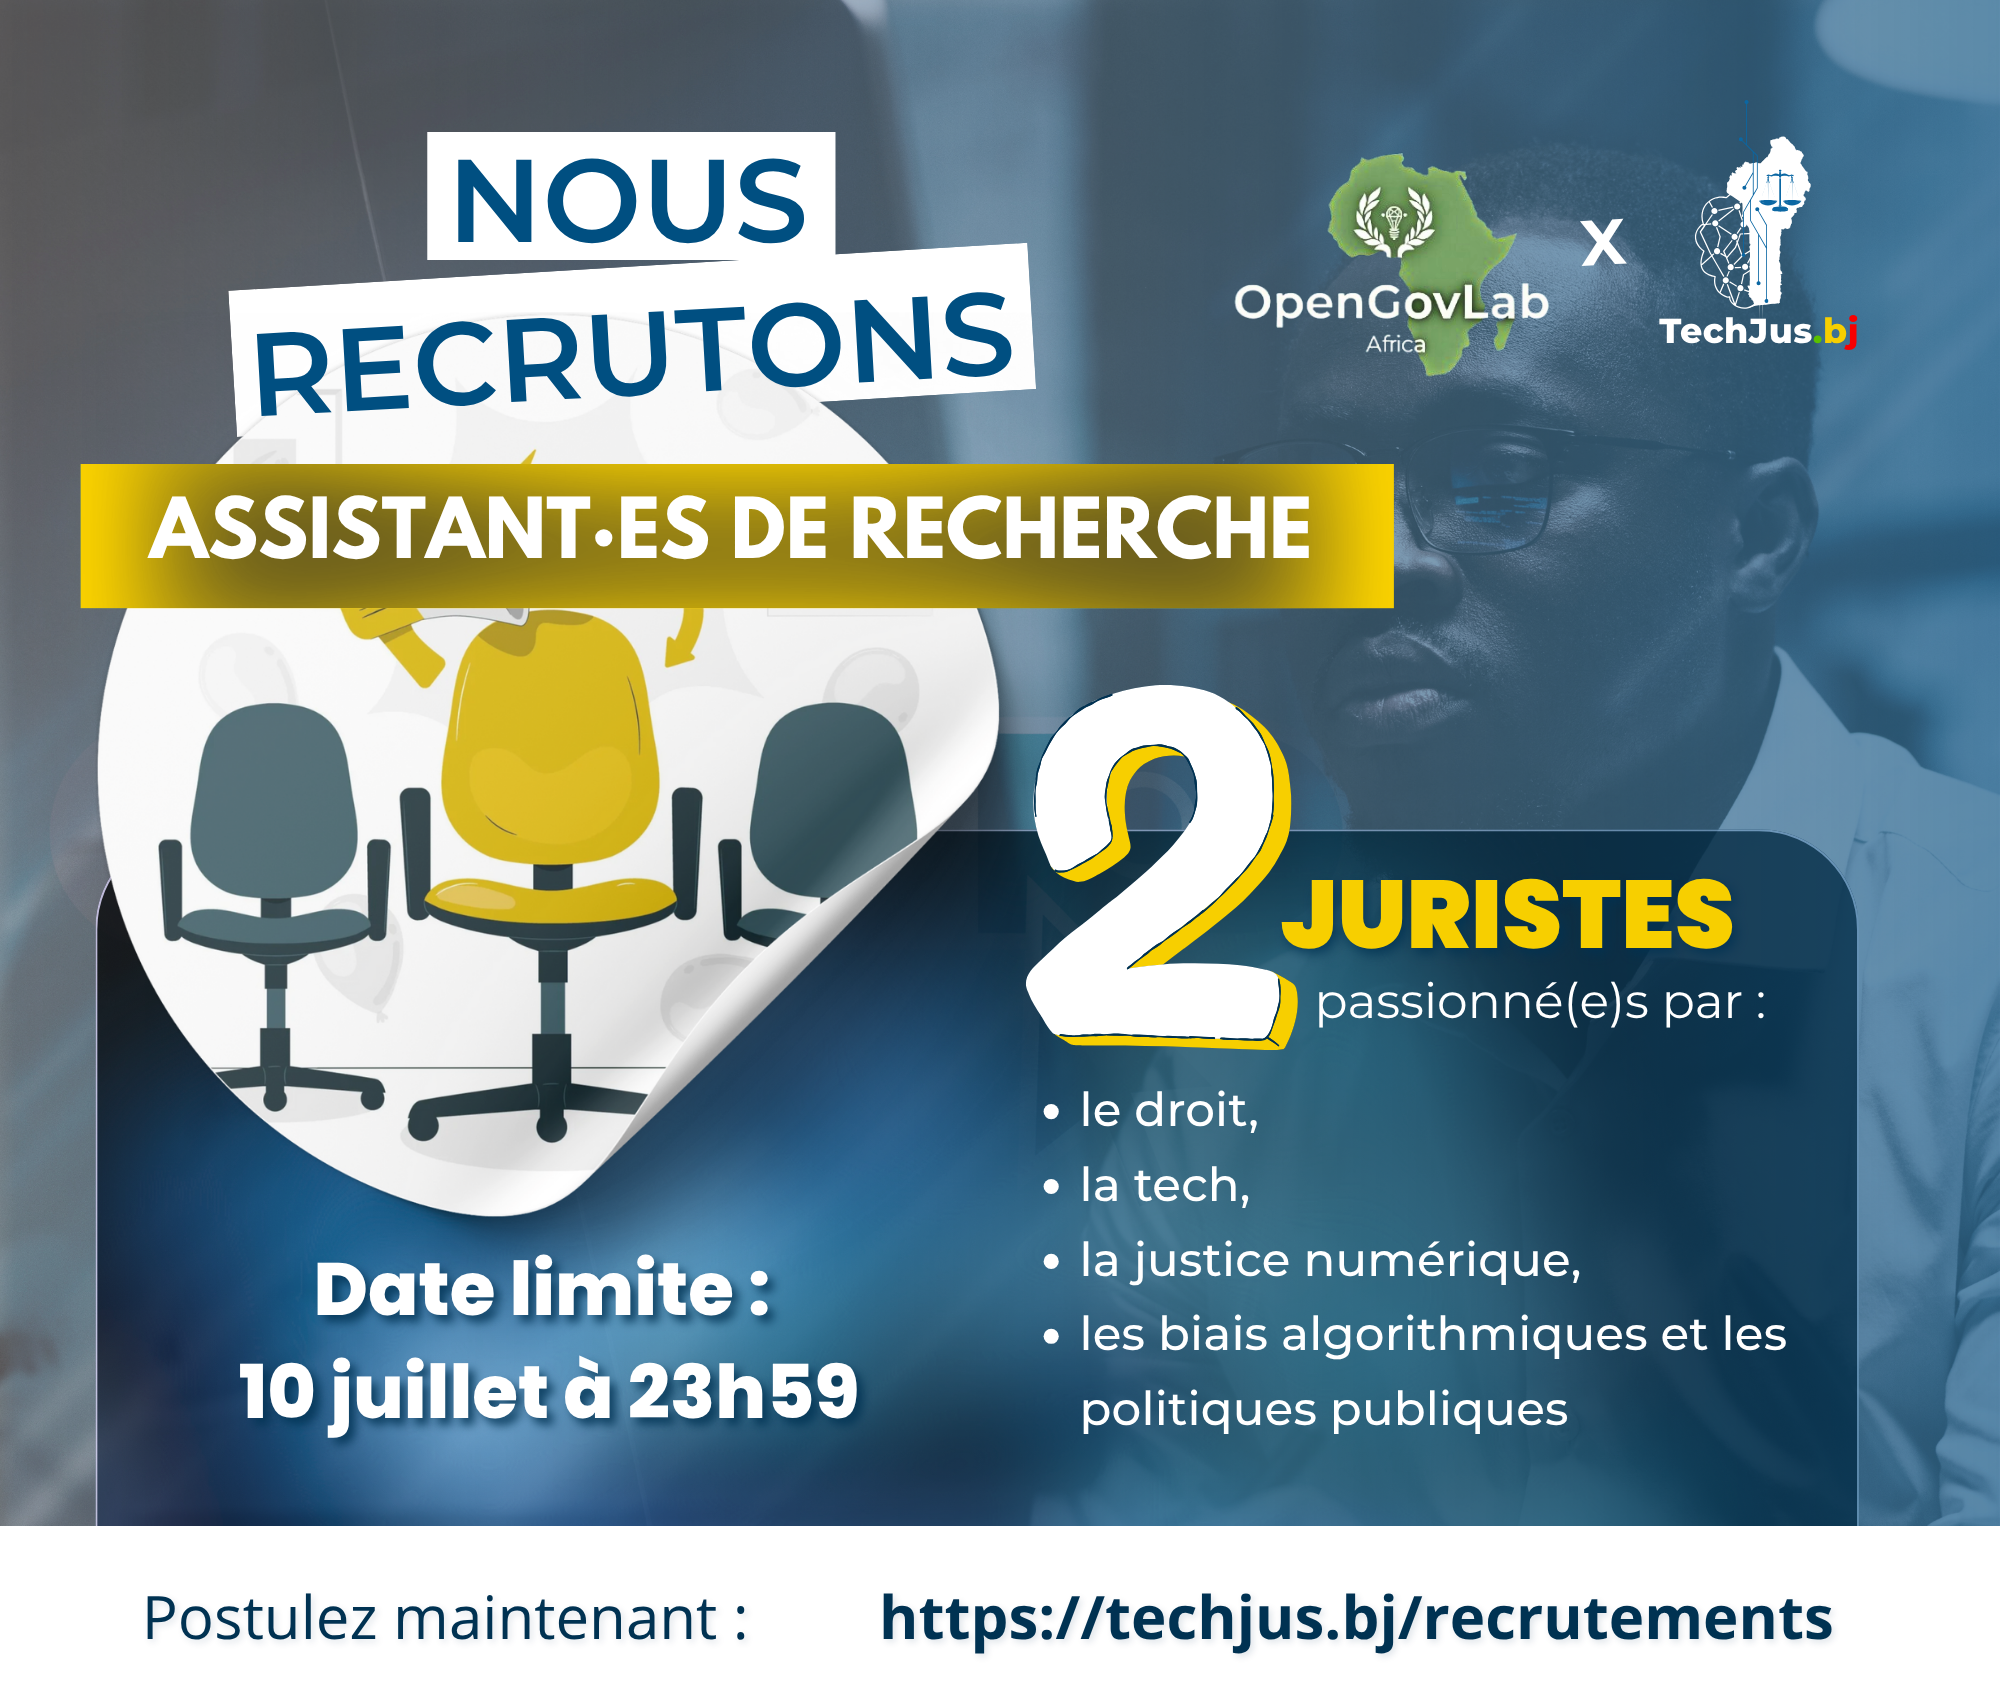 NOUS
RECRUTONS
OpenGovLab
Africa
X
TechJus.bj
ASSISTANT·ES DE RECHERCHE
2 JURISTES
passionné(e)s par :
• le droit,
• la tech,
• la justice numérique,
• les biais algorithmiques et les
politiques publiques
Date limite :
10 juillet à 23h59
Postulez maintenant : https://techjus.bj/recrutements